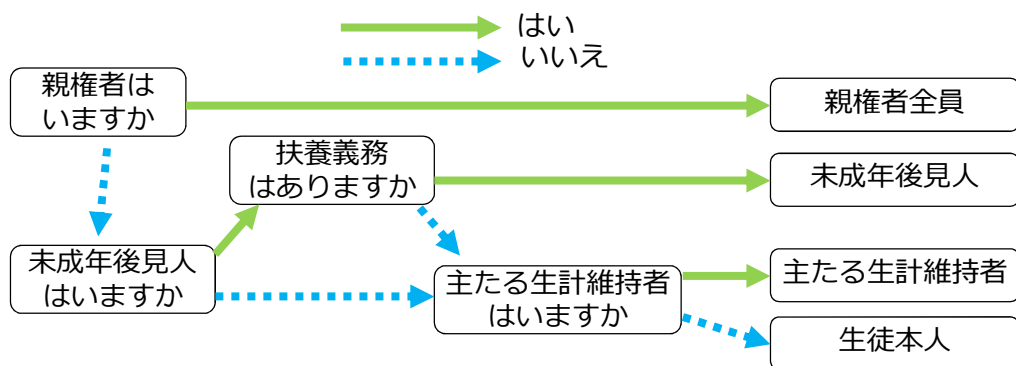 はい
いいえ
親権者は
いますか
親権者全員
扶養義務
はありますか
未成年後見人
未成年後見人
はいますか
主たる生計維持者
はいますか
主たる生計維持者
生徒本人